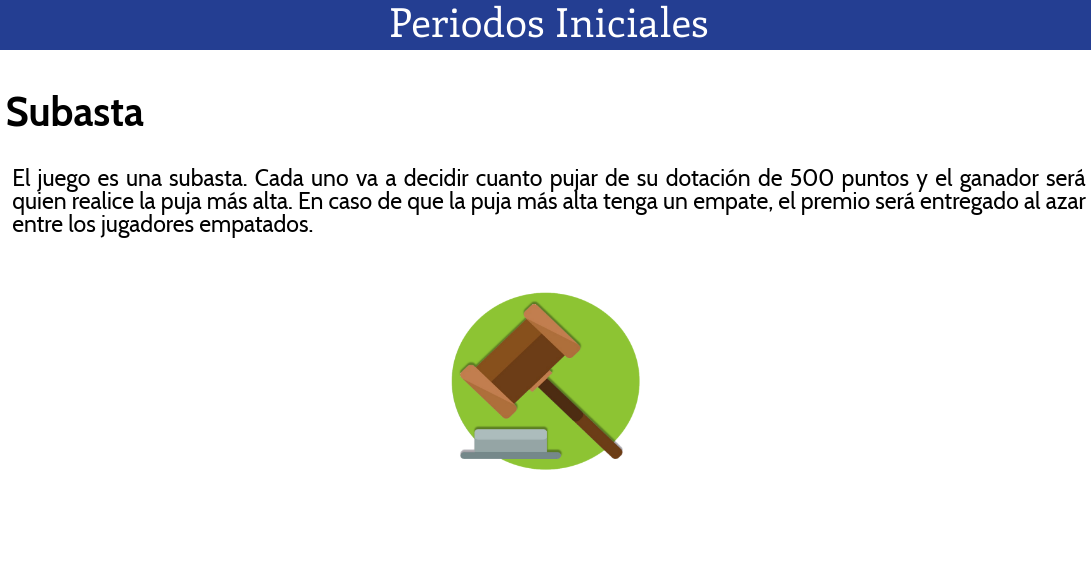 Periodos Iniciales
Subasta
El juego es una subasta. Cada uno va a decidir cuanto pujar de su dotación de 500 puntos y el ganador será
quien realice la puja más alta. En caso de que la puja más alta tenga un empate, el premio será entregado al azar
entre los jugadores empatados.